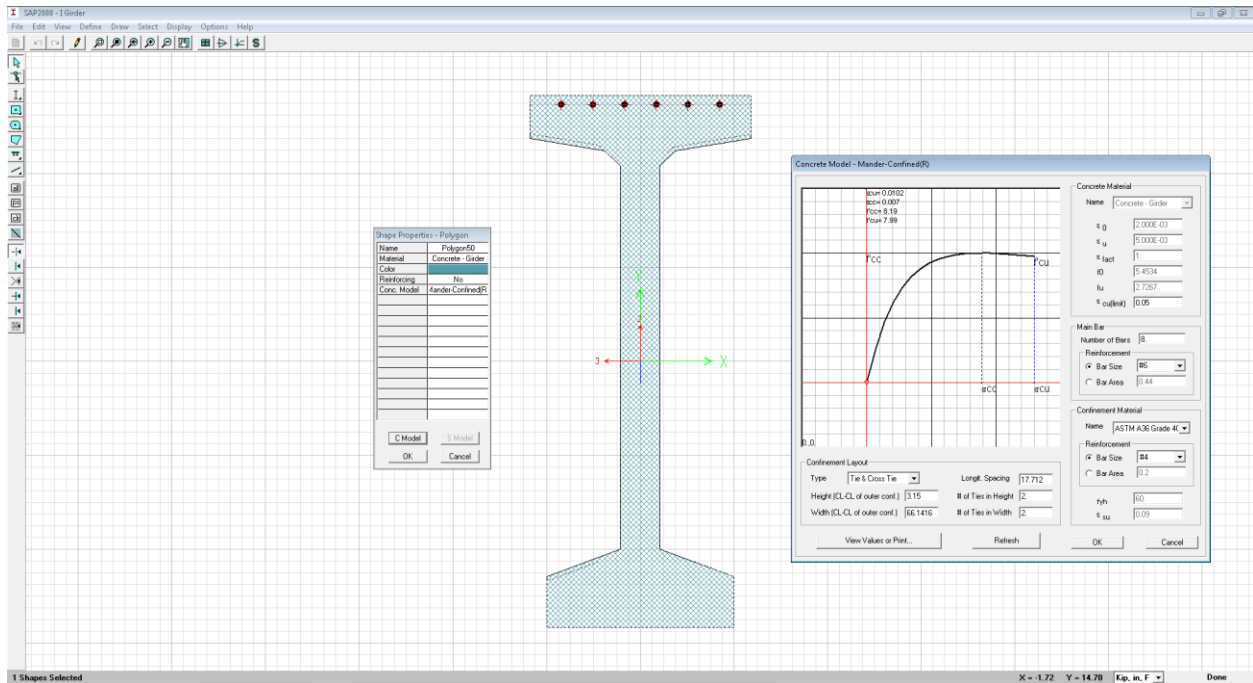 SAP2000 - I Girder
File Edit View Define Draw Select Display Options Help
Shape Properties - Polygon
Name Polygon50
Material Concrete - Girder
Color
Reinforcing No
Conc. Model Mander-Confined(R
C Model S Model
OK Cancel
Y
2
3
X
Concrete Model - Mander-Confined(R)
εcu= 0.0102
εcc= 0.007
f'cc= 8.19
f'cu= 7.99
f'CC
f'CU
εCC
εCU
0.,0.
Concrete Material
Name Concrete - Girder
ε 0 2.000E-03
ε u 5.000E-03
ε fact 1.
f0 5.4534
fu 2.7267
ε cu(limit) 0.05
Main Bar
Number of Bars 8.
Reinforcement
Bar Size #6
Bar Area 0.44
Confinement Material
Name ASTM A36 Grade 40
Reinforcement
Bar Size #4
Bar Area 0.2
fyh 60.
ε su 0.09
Confinement Layout
Type Tie & Cross Tie Longit. Spacing 17.712
Height (CL-CL of outer conf.) 3.15 # of Ties in Height 2.
Width (CL-CL of outer conf.) 66.1416 # of Ties in Width 2.
View Values or Print... Refresh OK Cancel
1 Shapes Selected X = -1.72 Y = 14.70 Kip, in, F Done